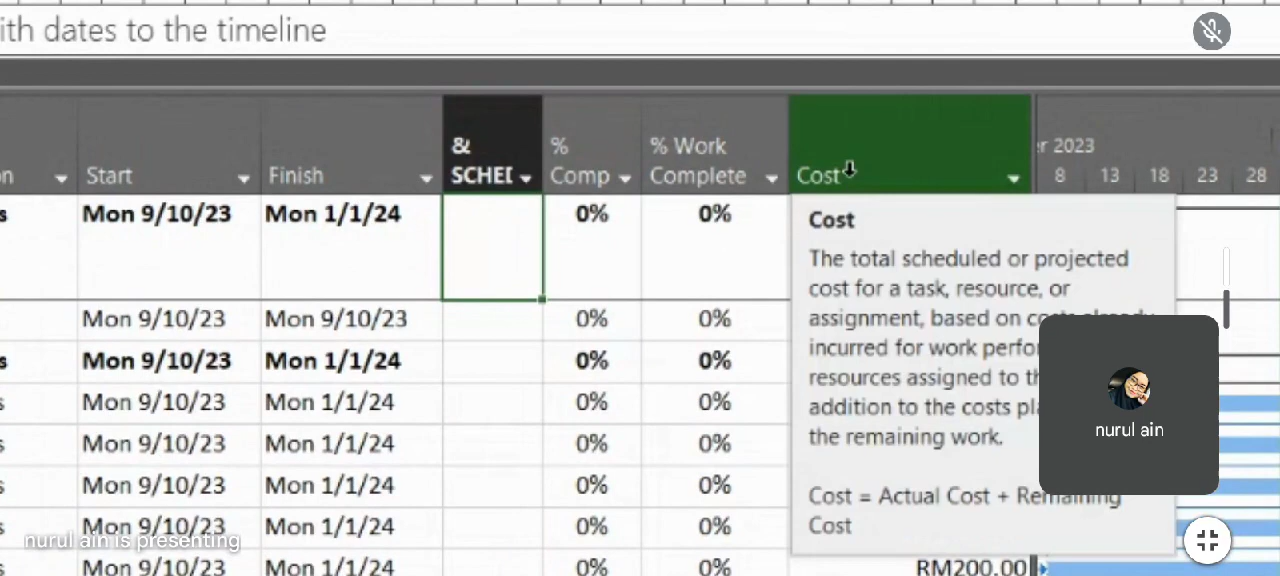 ith dates to the timeline
n Start Finish & SCHEI % Comp % Work Complete Cost r 2023
8 13 18 23 28
s Mon 9/10/23 Mon 1/1/24 0% 0%
Mon 9/10/23 Mon 9/10/23 0% 0%
s Mon 9/10/23 Mon 1/1/24 0% 0%
s Mon 9/10/23 Mon 1/1/24 0% 0%
s Mon 9/10/23 Mon 1/1/24 0% 0%
s Mon 9/10/23 Mon 1/1/24 0% 0%
s Mon 9/10/23 Mon 1/1/24 0% 0%
s Mon 9/10/23 Mon 1/1/24 0% 0% RM200.00
Cost
The total scheduled or projected
cost for a task, resource, or
assignment, based on costs already
incurred for work perfor
resources assigned to th
addition to the costs pla
the remaining work.
Cost = Actual Cost + Remaining
Cost
nurul ain
nurul ain is presenting